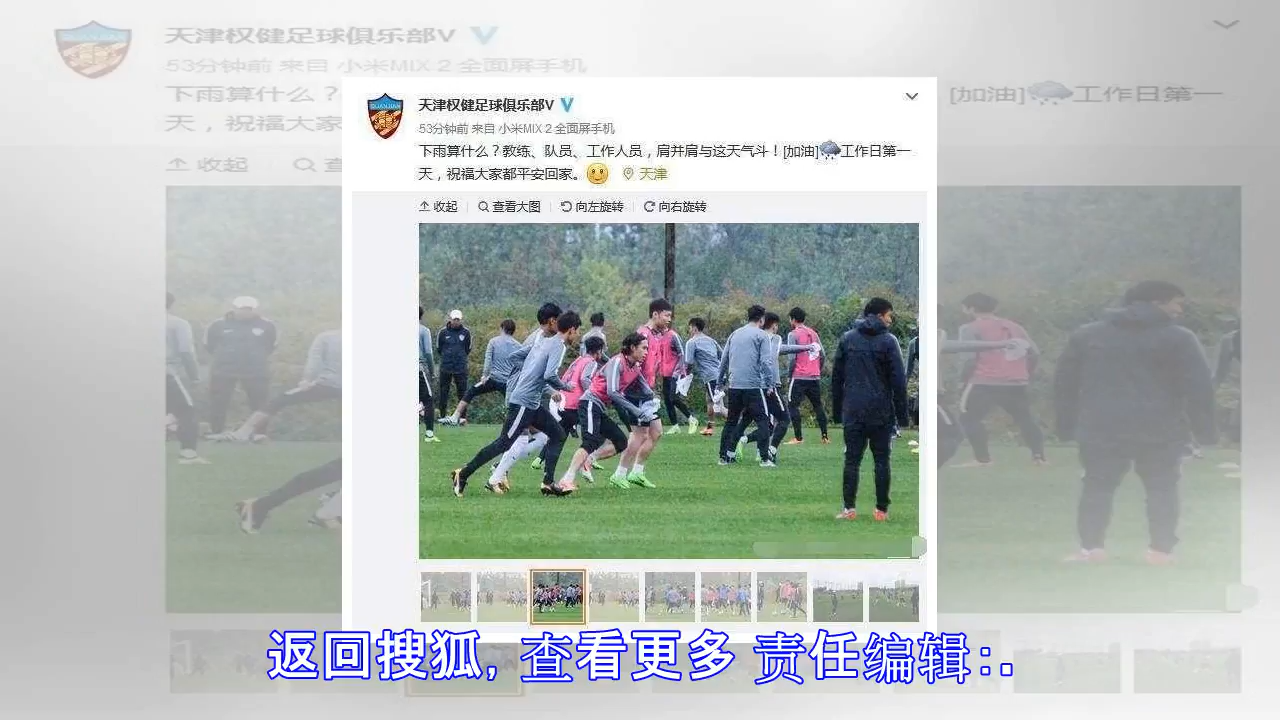 天津权健足球俱乐部V
53分钟前 来自 小米MIX 2 全面屏手机
下雨算什么？教练、队员、工作人员，肩并肩与这天气斗！[加油]工作日第一
天，祝福大家都平安回家。 天津
收起 查看大图 向左旋转 向右旋转
返回搜狐, 查看更多 责任编辑:.